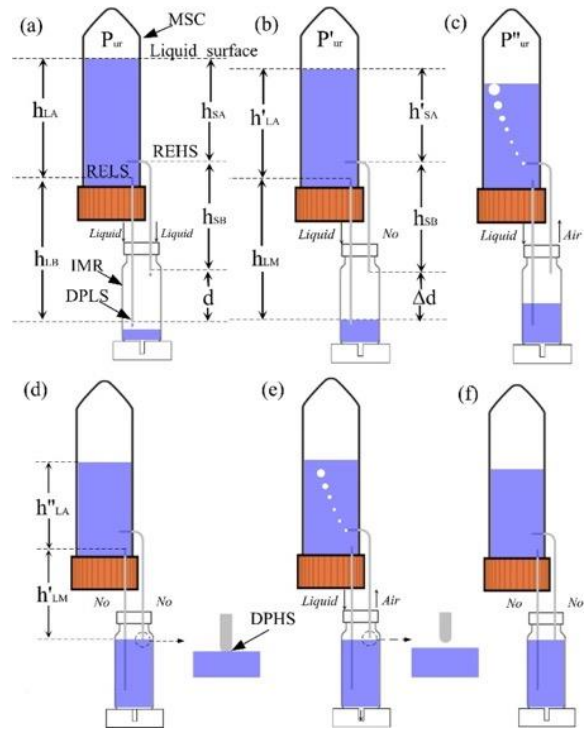 (a)
MSC
P_ur
Liquid surface
h_LA
h_SA
REHS
RELS
h_SB
Liquid
Liquid
h_LB
IMR
DPLS
d
(b)
P'_ur
h'_LA
h'_SA
h_SB
Liquid
No
h_LM
Δd
(c)
P"_ur
Liquid
Air
(d)
h"_LA
h'_LM
No
No
DPHS
(e)
Liquid
Air
(f)
No
No